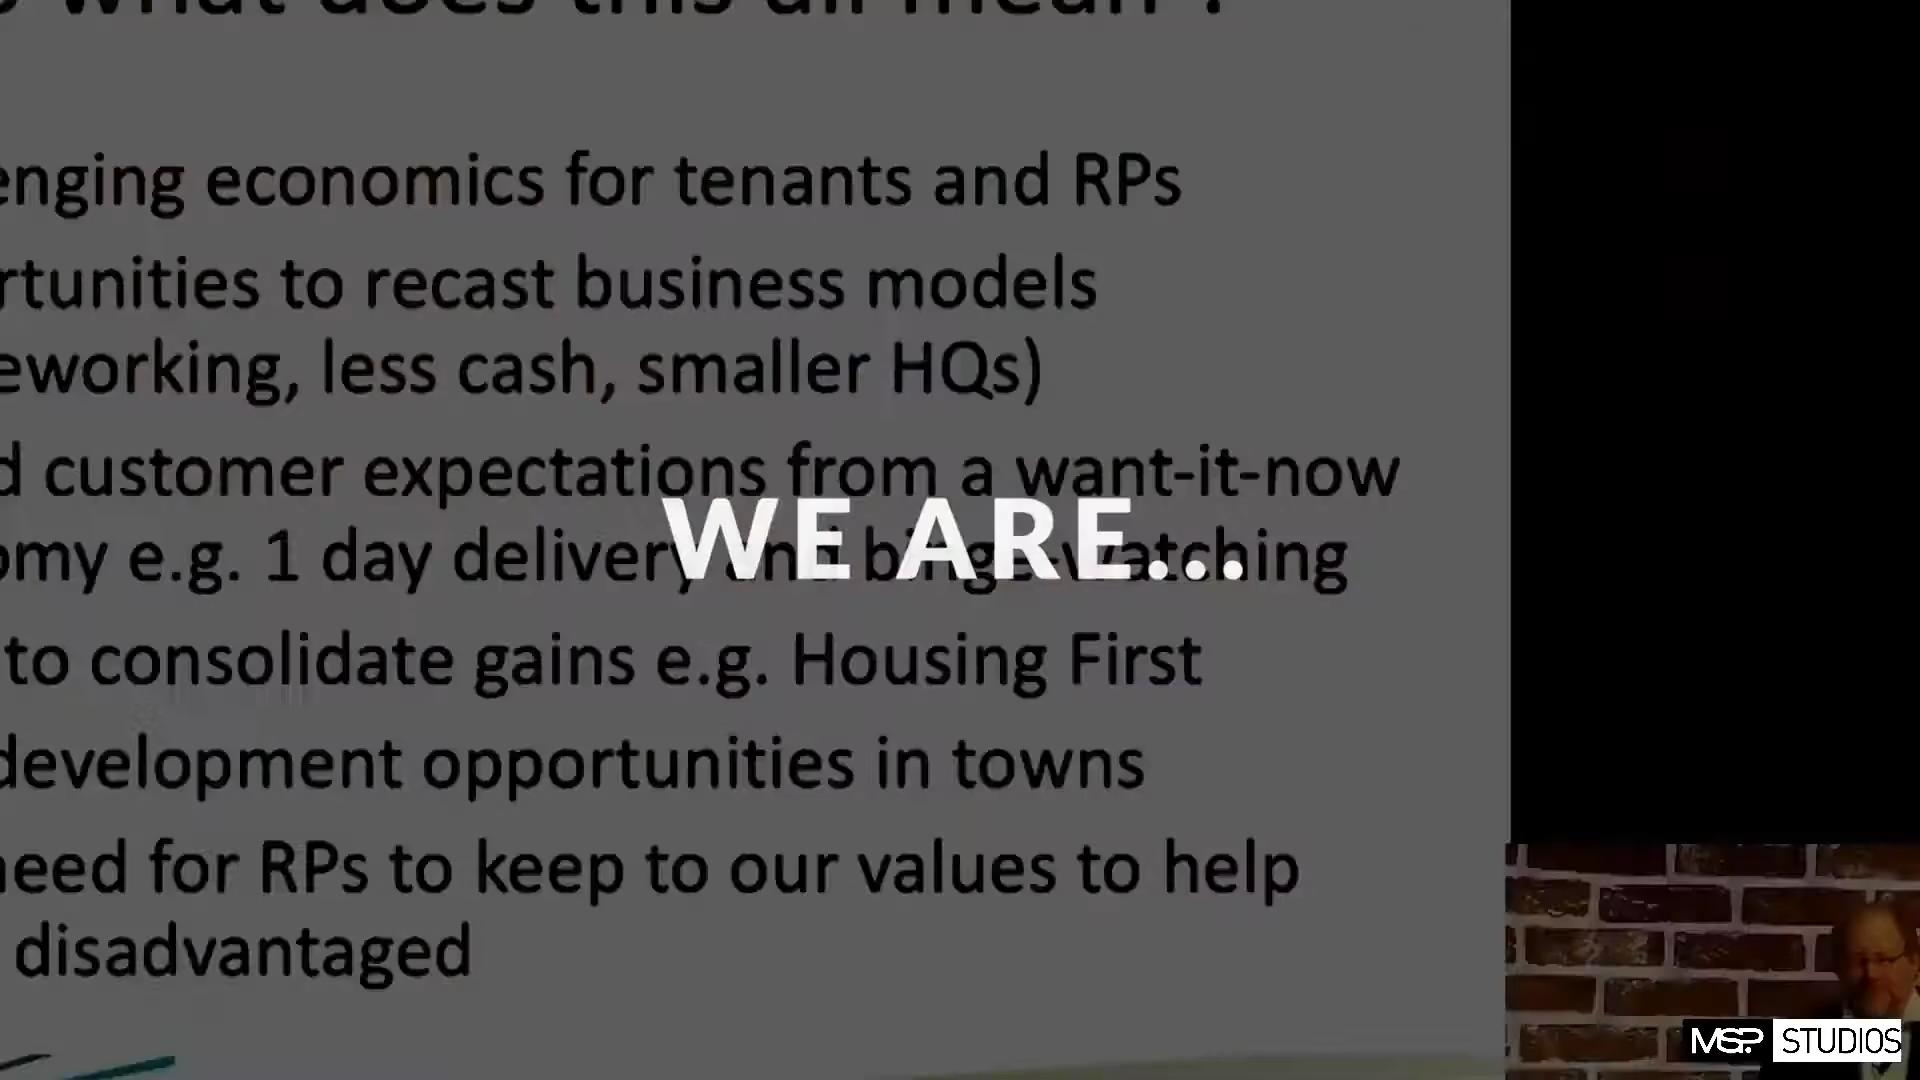 what does this all mean ?
enging economics for tenants and RPs
rtunities to recast business models
eworking, less cash, smaller HQs)
d customer expectations from a want-it-now
omy e.g. 1 day delivery and binge-watching
WE ARE...
to consolidate gains e.g. Housing First
development opportunities in towns
need for RPs to keep to our values to help
disadvantaged
MSP. STUDIOS